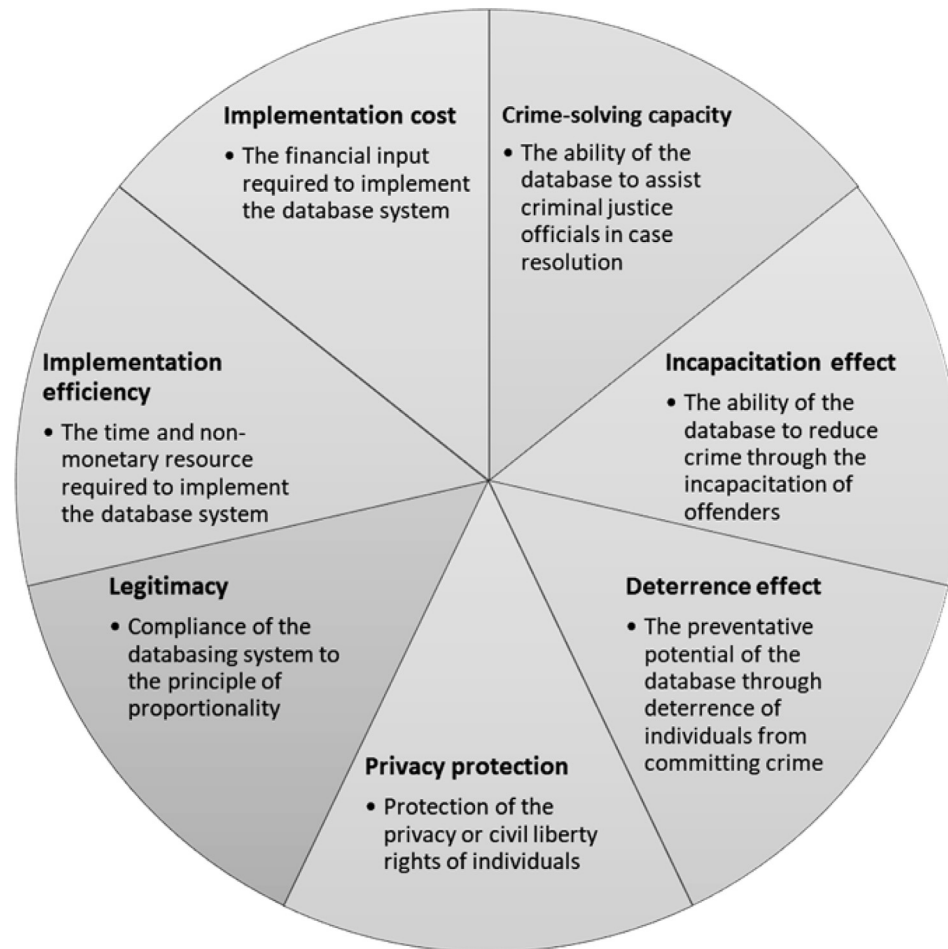 Implementation cost
• The financial input
required to implement
the database system
Crime-solving capacity
• The ability of the
database to assist
criminal justice
officials in case
resolution
Incapacitation effect
• The ability of the
database to reduce
crime through the
incapacitation of
offenders
Deterrence effect
• The preventative
potential of the
database through
deterrence of
individuals from
committing crime
Privacy protection
• Protection of the
privacy or civil liberty
rights of individuals
Legitimacy
• Compliance of the
databasing system to
the principle of
proportionality
Implementation
efficiency
• The time and non-
monetary resource
required to implement
the database system